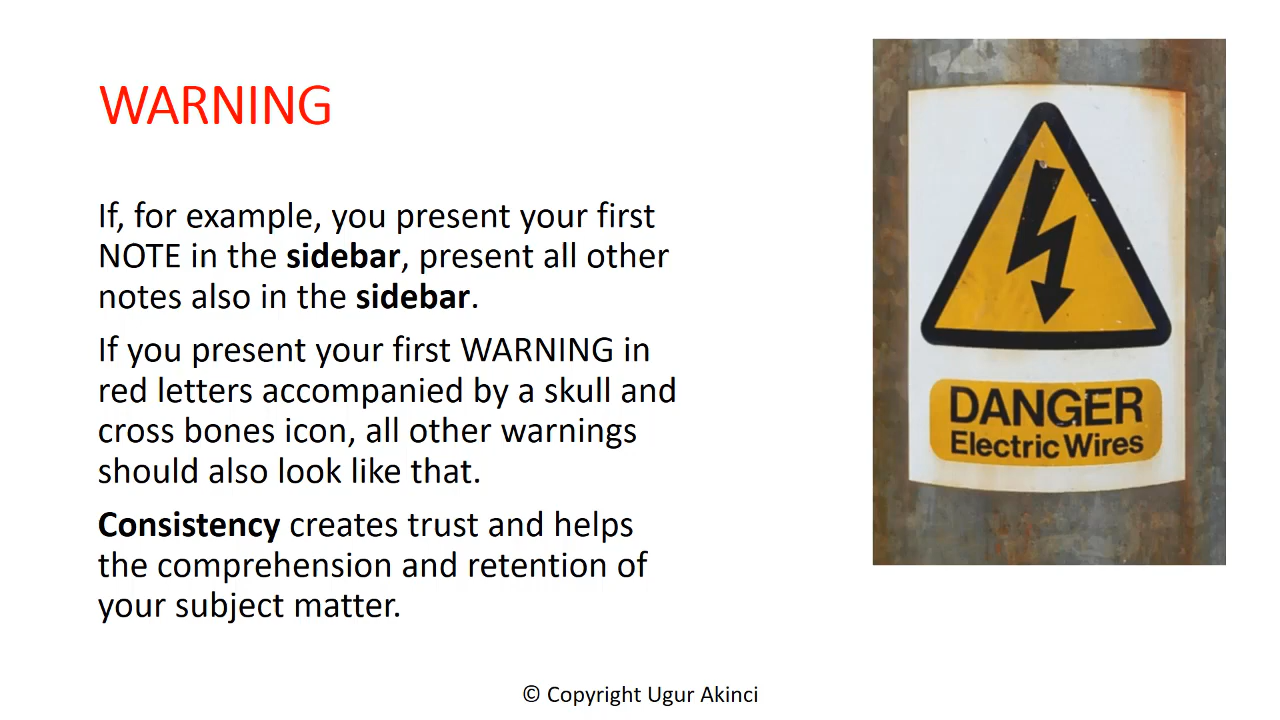 WARNING
If, for example, you present your first
NOTE in the sidebar, present all other
notes also in the sidebar.
If you present your first WARNING in
red letters accompanied by a skull and
cross bones icon, all other warnings
should also look like that.
Consistency creates trust and helps
the comprehension and retention of
your subject matter.
DANGER
Electric Wires
© Copyright Ugur Akinci